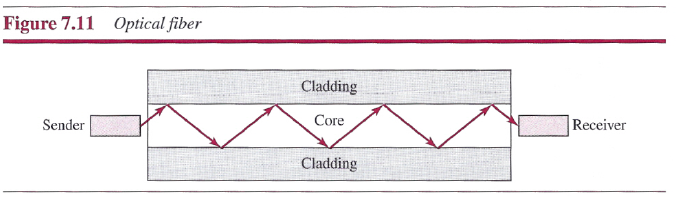 Figure 7.11 Optical fiber
Cladding
Sender
Core
Receiver
Cladding